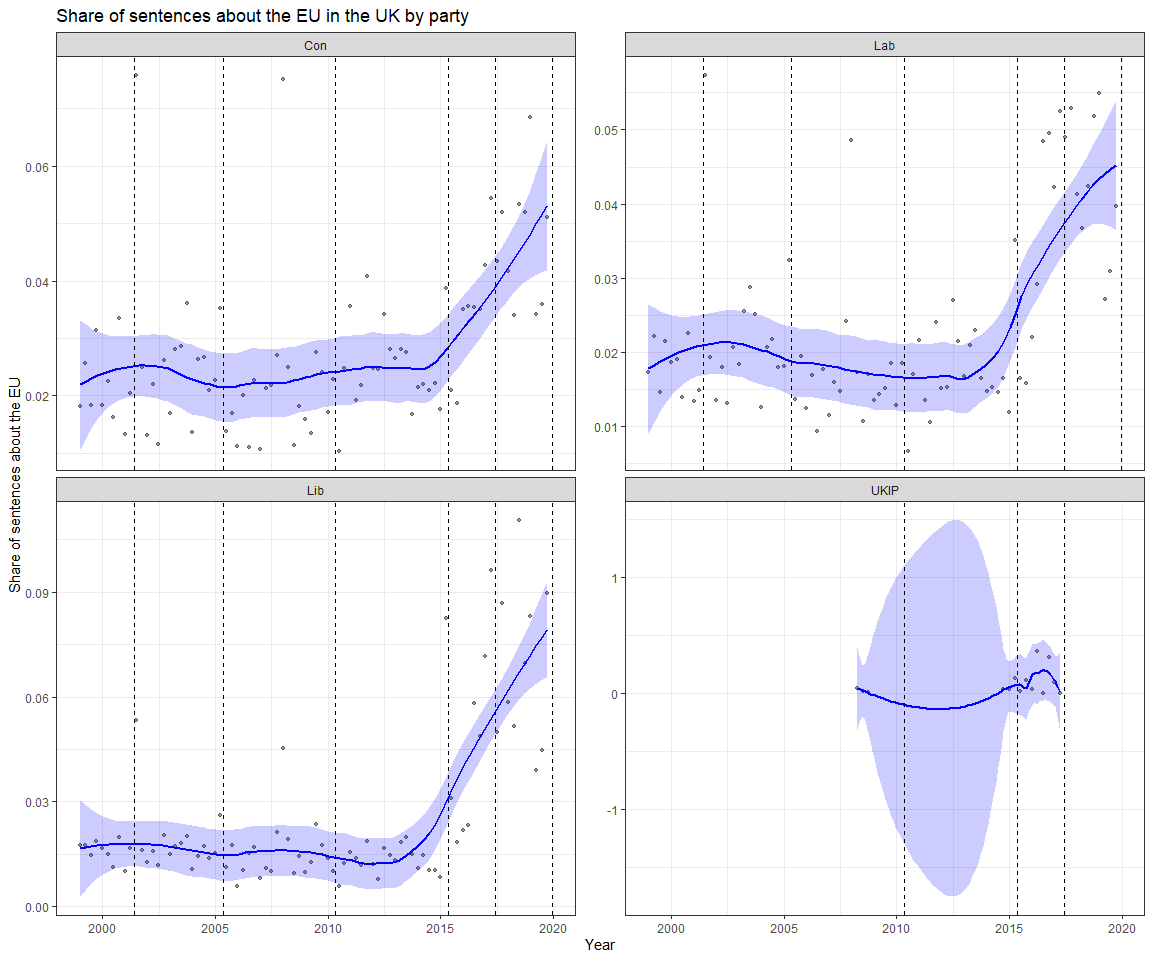 Share of sentences about the EU in the UK by party
Con
Lab
0.06
0.04
0.02
0.05
0.04
0.03
0.02
0.01
Share of sentences about the EU
Lib
UKIP
0.09
0.06
0.03
0.00
1
0
-1
2000 2005 2010 2015 2020
2000 2005 2010 2015 2020
Year